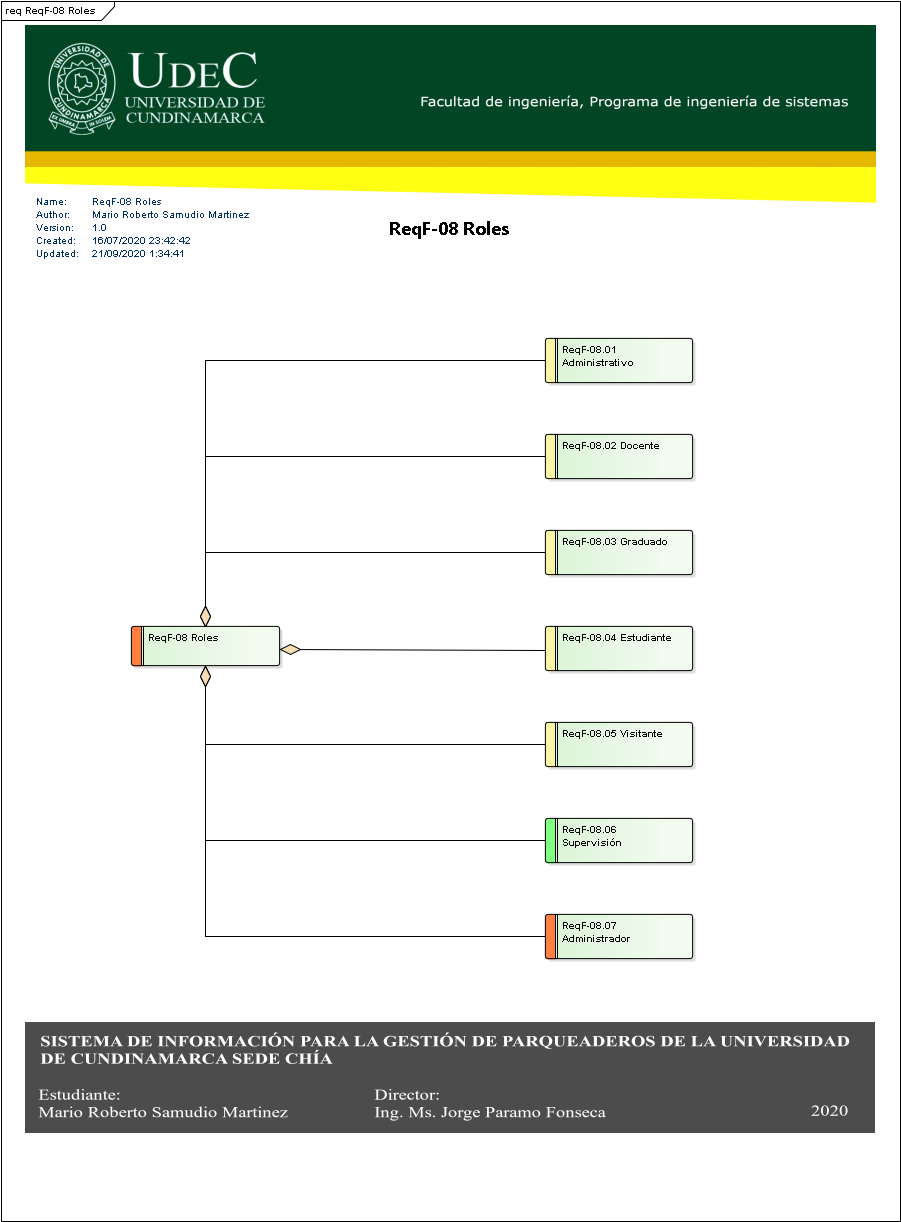 req ReqF-08 Roles
UNIVERSIDAD DE
CUNDINAMARCA
EX UMBRA IN SOLEM
UDEC
UNIVERSIDAD DE
CUNDINAMARCA
Facultad de ingeniería, Programa de ingeniería de sistemas
Name: ReqF-08 Roles
Author: Mario Roberto Samudio Martinez
Version: 1.0
Created: 16/07/2020 23:42:42
Updated: 21/09/2020 1:34:41
ReqF-08 Roles
ReqF-08.01
Administrativo
ReqF-08.02 Docente
ReqF-08.03 Graduado
ReqF-08 Roles
ReqF-08.04 Estudiante
ReqF-08.05 Visitante
ReqF-08.06
Supervisión
ReqF-08.07
Administrador
SISTEMA DE INFORMACIÓN PARA LA GESTIÓN DE PARQUEADEROS DE LA UNIVERSIDAD
DE CUNDINAMARCA SEDE CHÍA
Estudiante: Director:
Mario Roberto Samudio Martinez Ing. Ms. Jorge Paramo Fonseca 2020